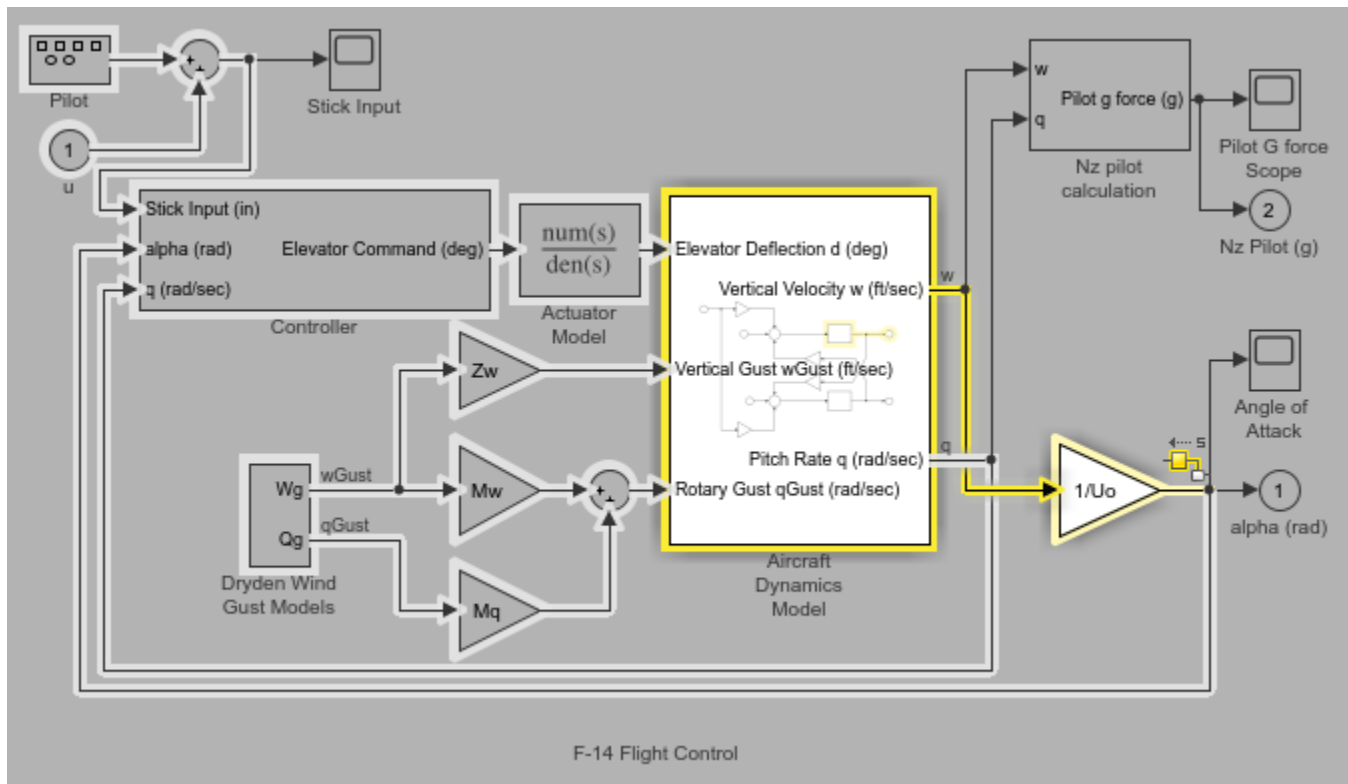 Pilot
1
u
Stick Input
Stick Input (in)
alpha (rad)
q (rad/sec)
Elevator Command (deg)
Controller
num(s)
den(s)
Actuator
Model
Zw
Wg
Qg
wGust
qGust
Dryden Wind
Gust Models
Mw
Mq
Elevator Deflection d (deg)
Vertical Velocity w (ft/sec)
Vertical Gust wGust (ft/sec)
Pitch Rate q (rad/sec)
Rotary Gust qGust (rad/sec)
Aircraft
Dynamics
Model
w
q
w
q
Pilot g force (g)
Nz pilot
calculation
Pilot G force
Scope
2
Nz Pilot (g)
Angle of
Attack
5
1/Uo
1
alpha (rad)
F-14 Flight Control